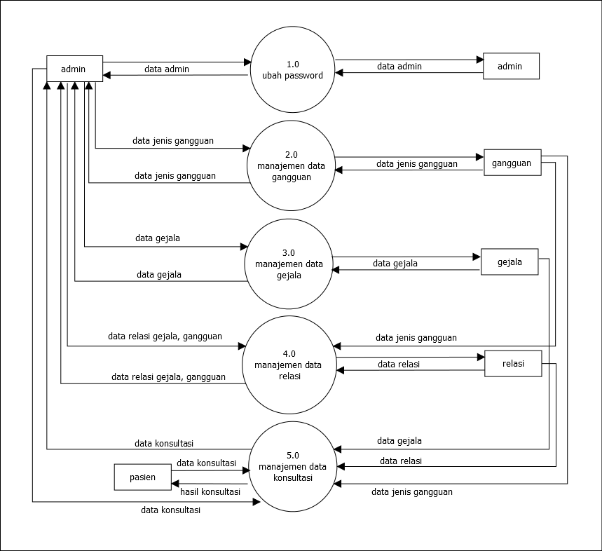 admin
data admin
1.0
ubah password
data admin
admin
data jenis gangguan
data jenis gangguan
2.0
manajemen data
gangguan
data jenis gangguan
gangguan
data gejala
data gejala
3.0
manajemen data
gejala
data gejala
gejala
data relasi gejala, gangguan
data relasi gejala, gangguan
4.0
manajemen data
relasi
data jenis gangguan
data relasi
relasi
data konsultasi
pasien
data konsultasi
hasil konsultasi
data konsultasi
5.0
manajemen data
konsultasi
data gejala
data relasi
data jenis gangguan